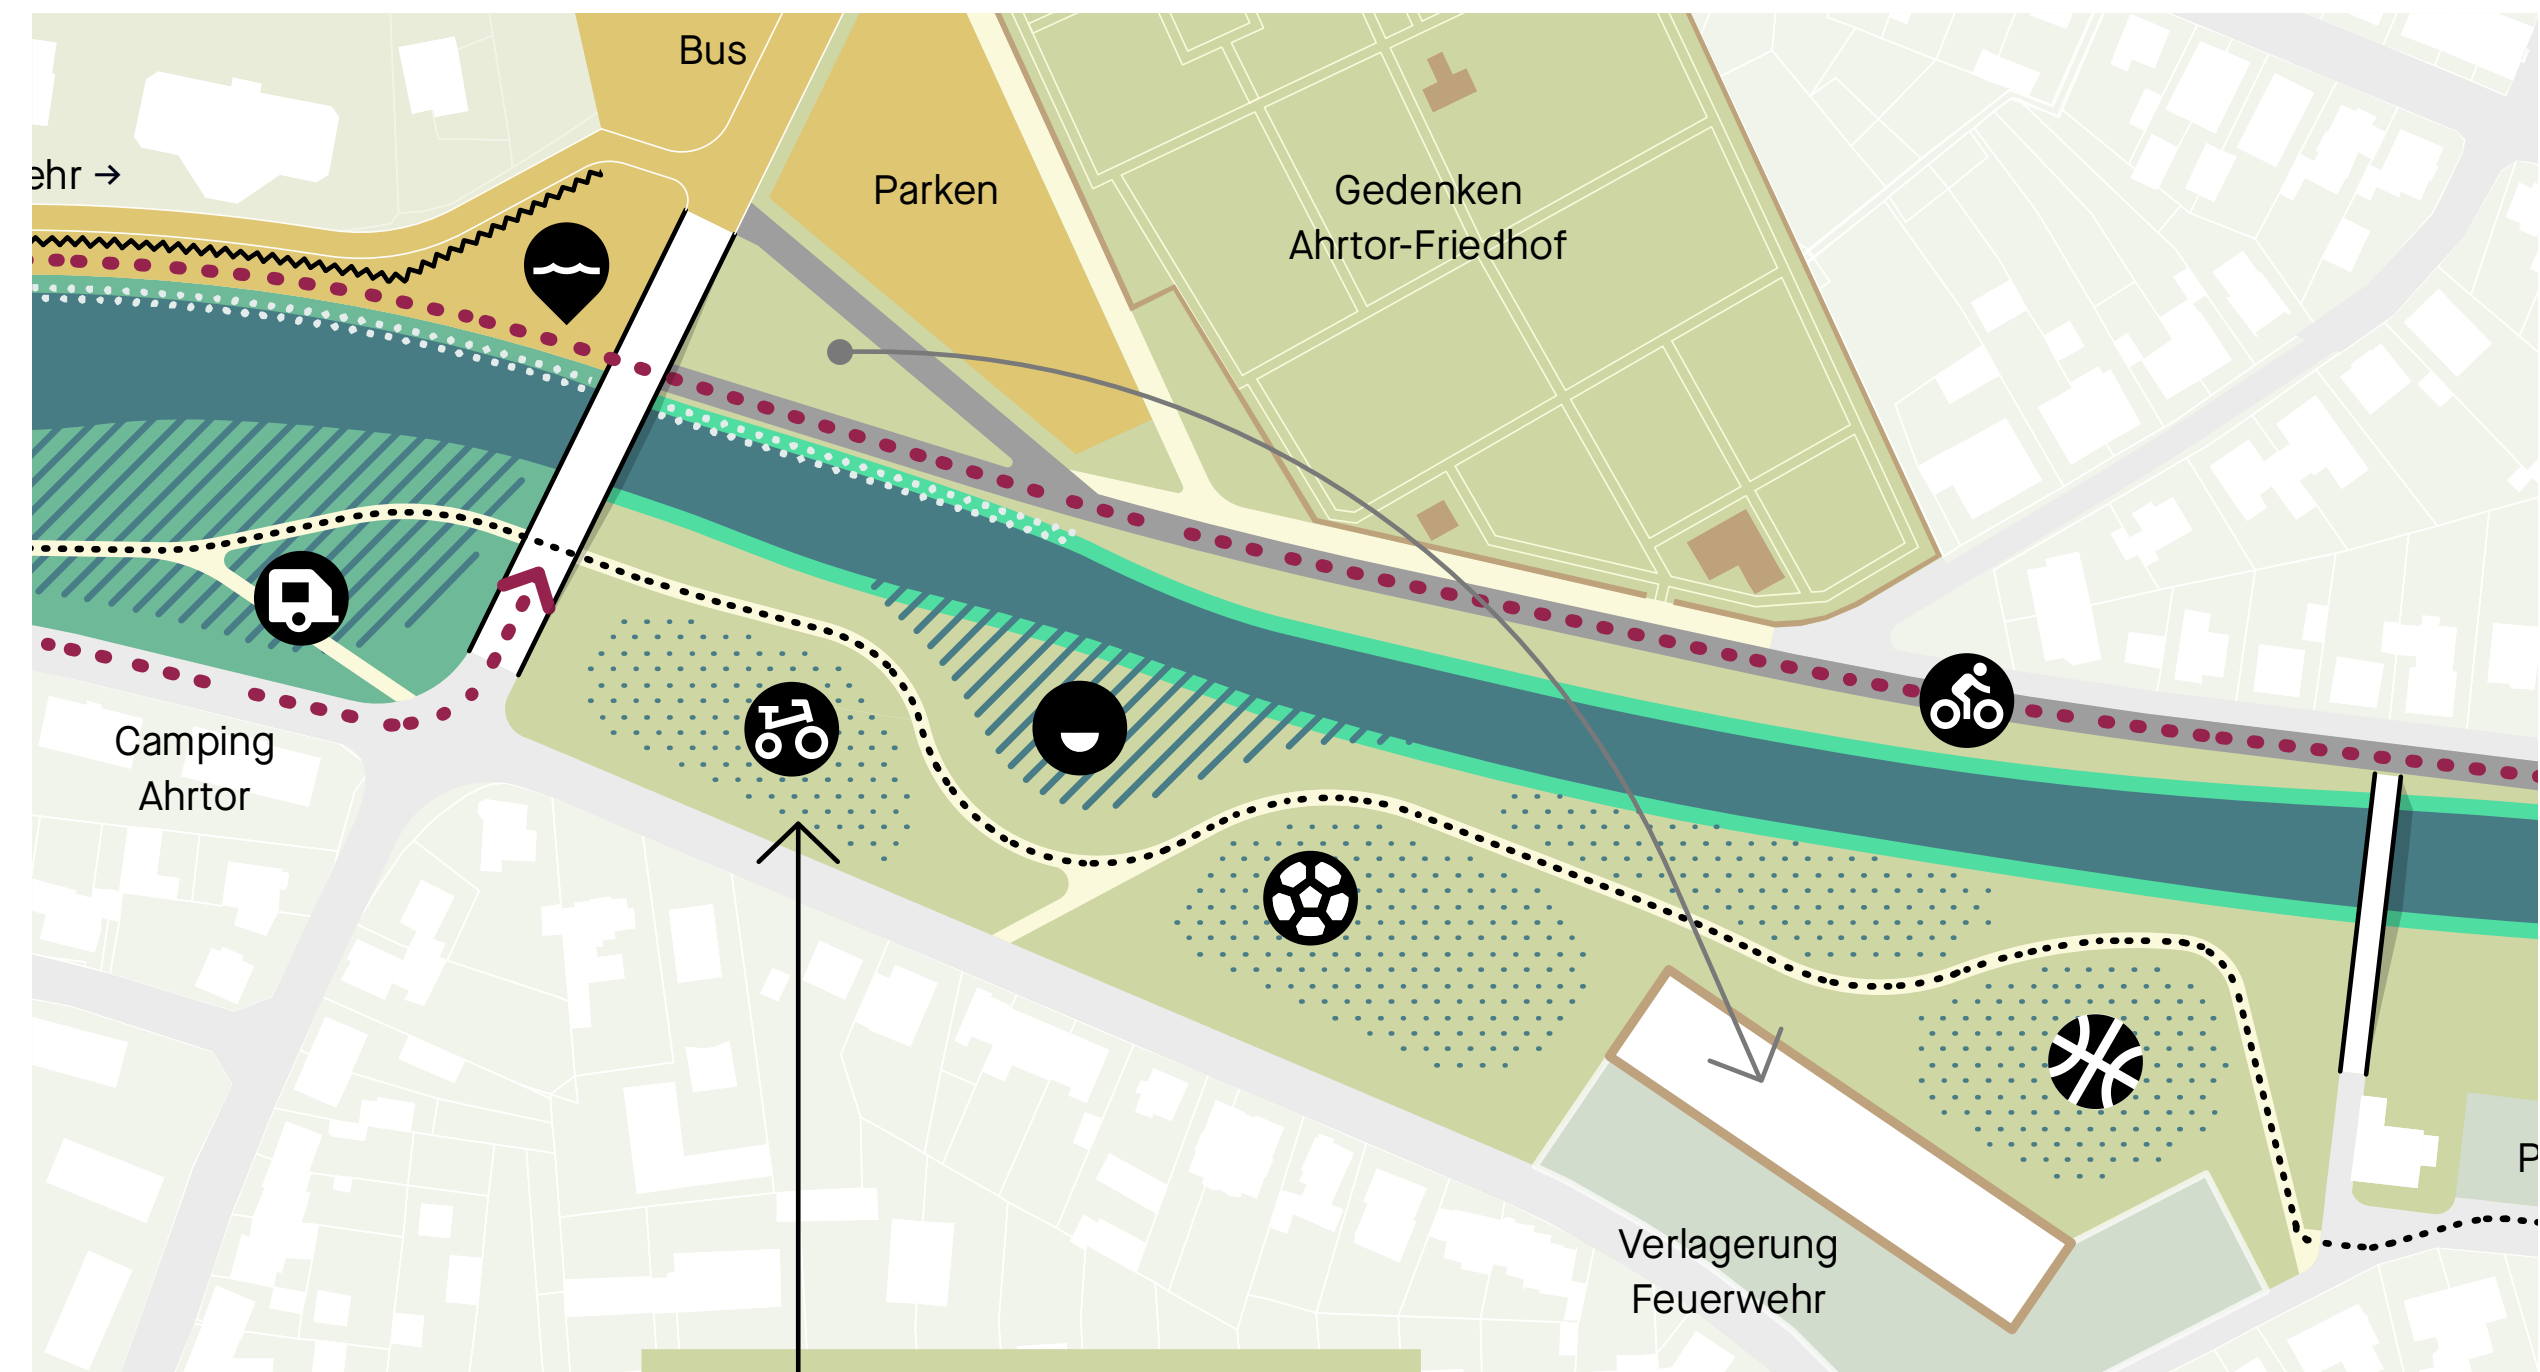 Bus
ehr →
Parken
Gedenken
Ahrtor-Friedhof
Camping
Ahrtor
P
Verlagerung
Feuerwehr